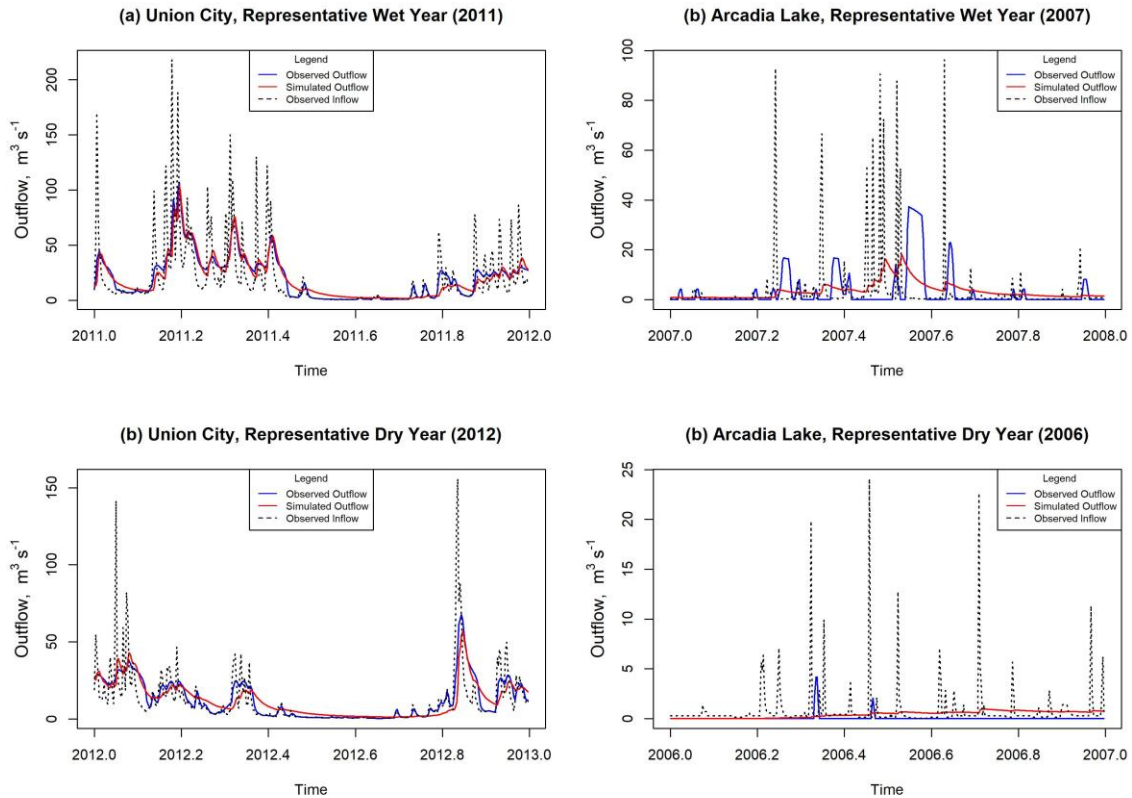 (a) Union City, Representative Wet Year (2011)
Outflow, m³ s⁻¹
200
150
100
50
0
Legend
Observed Outflow
Simulated Outflow
Observed Inflow
2011.0 2011.2 2011.4 2011.6 2011.8 2012.0
Time
(b) Arcadia Lake, Representative Wet Year (2007)
Outflow, m³ s⁻¹
100
80
60
40
20
0
Legend
Observed Outflow
Simulated Outflow
Observed Inflow
2007.0 2007.2 2007.4 2007.6 2007.8 2008.0
Time
(b) Union City, Representative Dry Year (2012)
Outflow, m³ s⁻¹
150
100
50
0
Legend
Observed Outflow
Simulated Outflow
Observed Inflow
2012.0 2012.2 2012.4 2012.6 2012.8 2013.0
Time
(b) Arcadia Lake, Representative Dry Year (2006)
Outflow, m³ s⁻¹
25
20
15
10
5
0
Legend
Observed Outflow
Simulated Outflow
Observed Inflow
2006.0 2006.2 2006.4 2006.6 2006.8 2007.0
Time